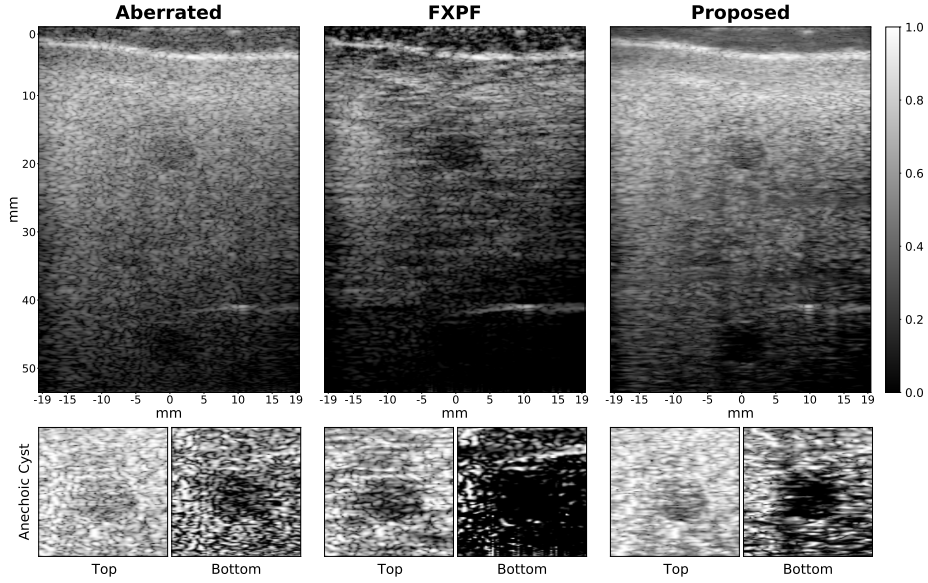 Aberrated FXPF Proposed
0
10
20
30
40
50
mm
-19 -15 -10 -5 0 5 10 15 19
mm
-19 -15 -10 -5 0 5 10 15 19
mm
-19 -15 -10 -5 0 5 10 15 19
mm
1.0
0.8
0.6
0.4
0.2
0.0
Anechoic Cyst
Top Bottom Top Bottom Top Bottom